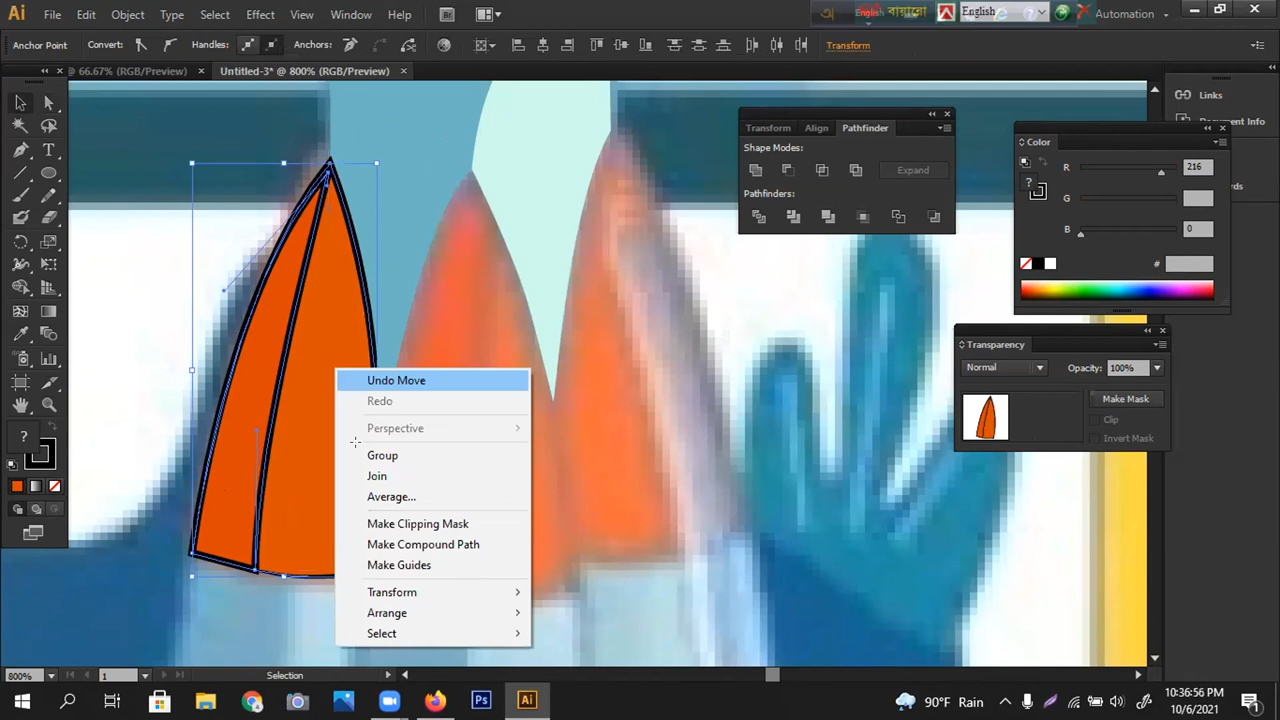 Ai File Edit Object Type Select Effect View Window Help Br English Automation
Anchor Point Convert: Handles: Anchors: Transform
@ 66.67% (RGB/Preview) × Untitled-3* @ 800% (RGB/Preview) ×
Links
Document Info
Transform Align Pathfinder
Shape Modes:
Expand
Pathfinders:
Color
R 216
G
B 0
#
Transparency
Normal Opacity: 100%
Make Mask
Clip
Invert Mask
Undo Move
Redo
Perspective
Group
Join
Average...
Make Clipping Mask
Make Compound Path
Make Guides
Transform
Arrange
Select
800% 1 Selection
90°F Rain
10:36:56 PM
10/6/2021